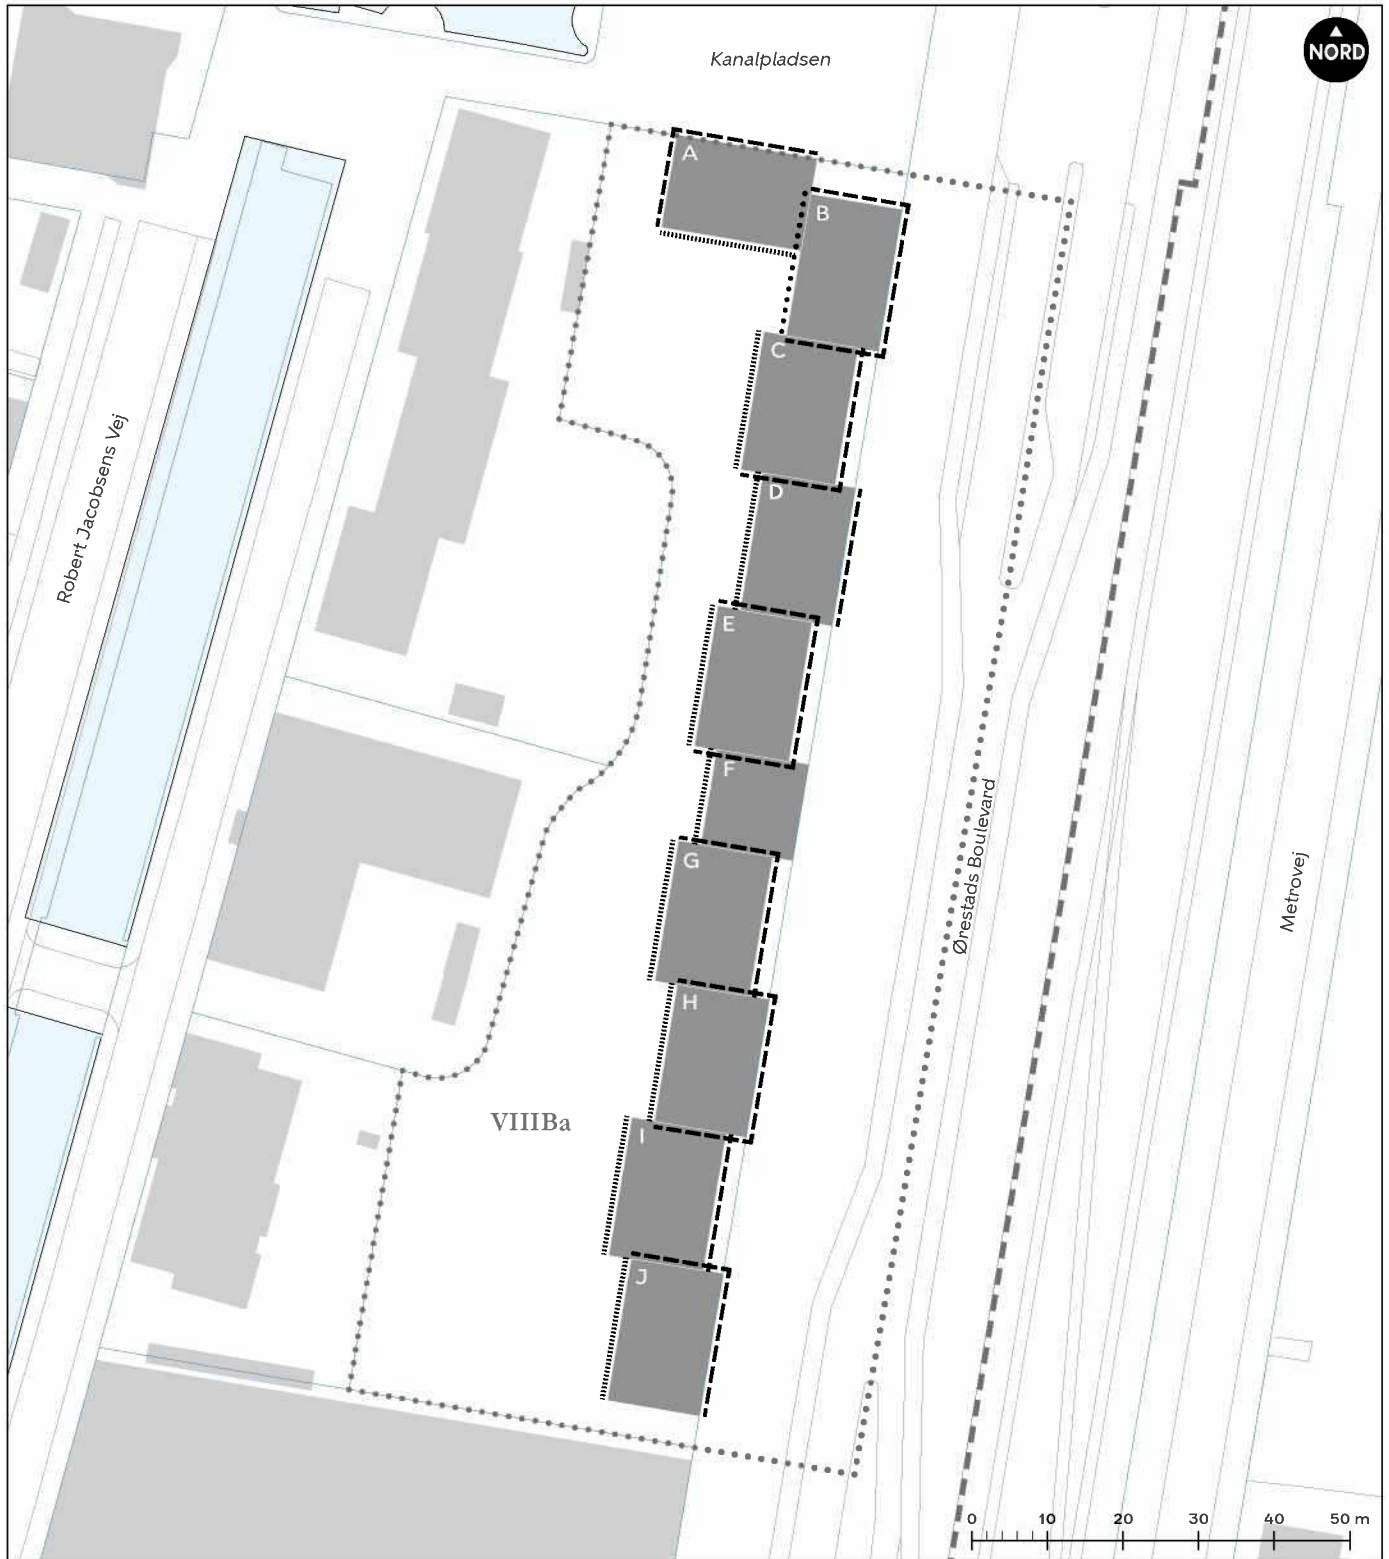 Kanalpladsen
NORD
A
B
C
D
E
F
G
H
I
J
Robert Jacobsens Vej
Ørestads Boulevard
Metrovej
VIIIBa
0 10 20 30 40 50 m